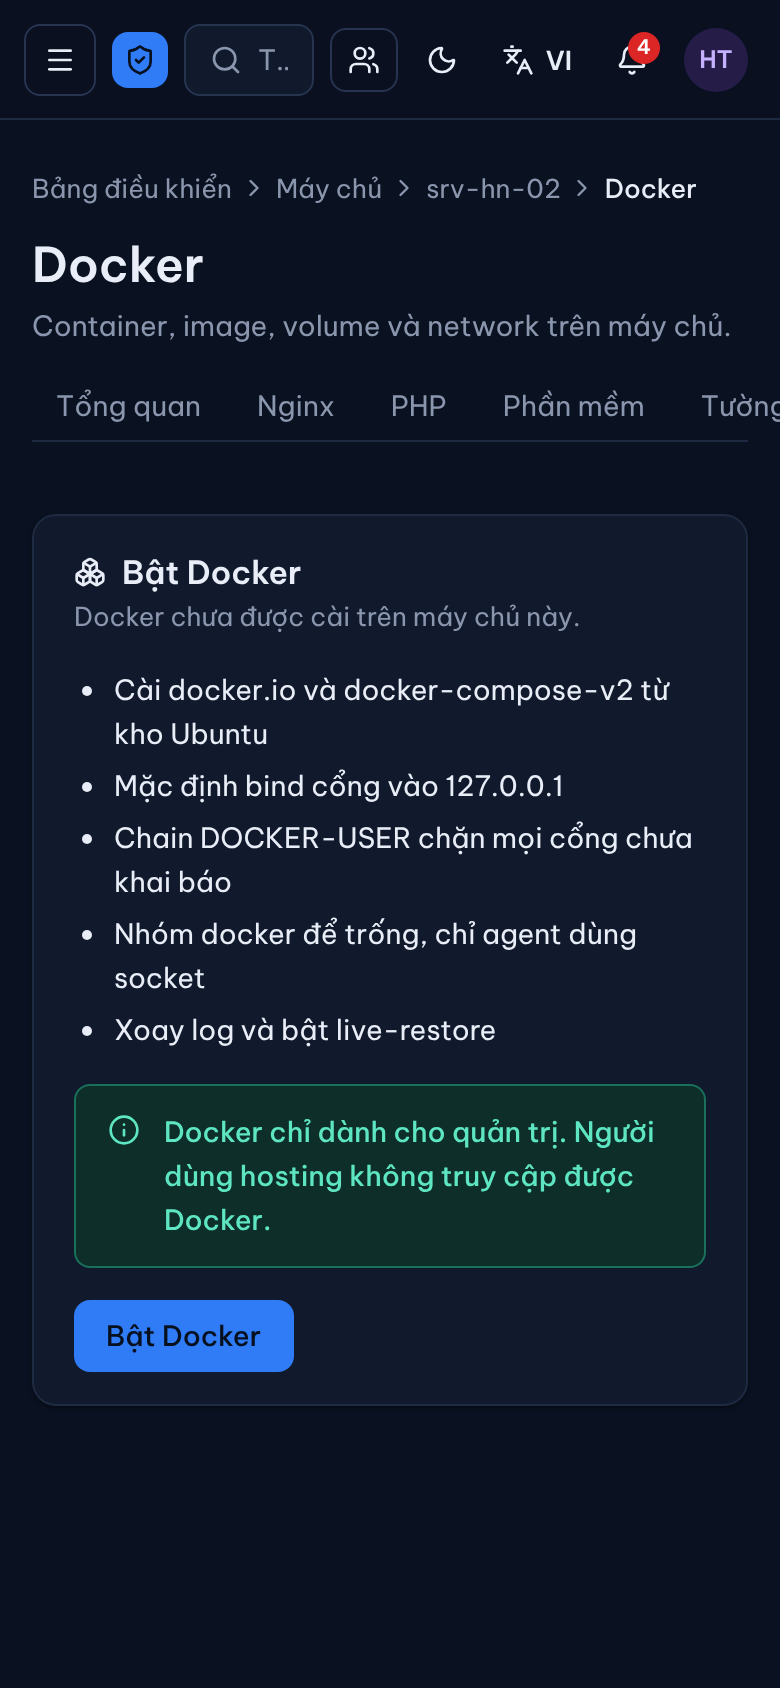 T..
VI
4
HT
Bảng điều khiển > Máy chủ > srv-hn-02 > Docker
Docker
Container, image, volume và network trên máy chủ.
Tổng quan Nginx PHP Phần mềm Tường
Bật Docker
Docker chưa được cài trên máy chủ này.
• Cài docker.io và docker-compose-v2 từ
kho Ubuntu
• Mặc định bind cổng vào 127.0.0.1
• Chain DOCKER-USER chặn mọi cổng chưa
khai báo
• Nhóm docker để trống, chỉ agent dùng
socket
• Xoay log và bật live-restore
Docker chỉ dành cho quản trị. Người
dùng hosting không truy cập được
Docker.
Bật Docker